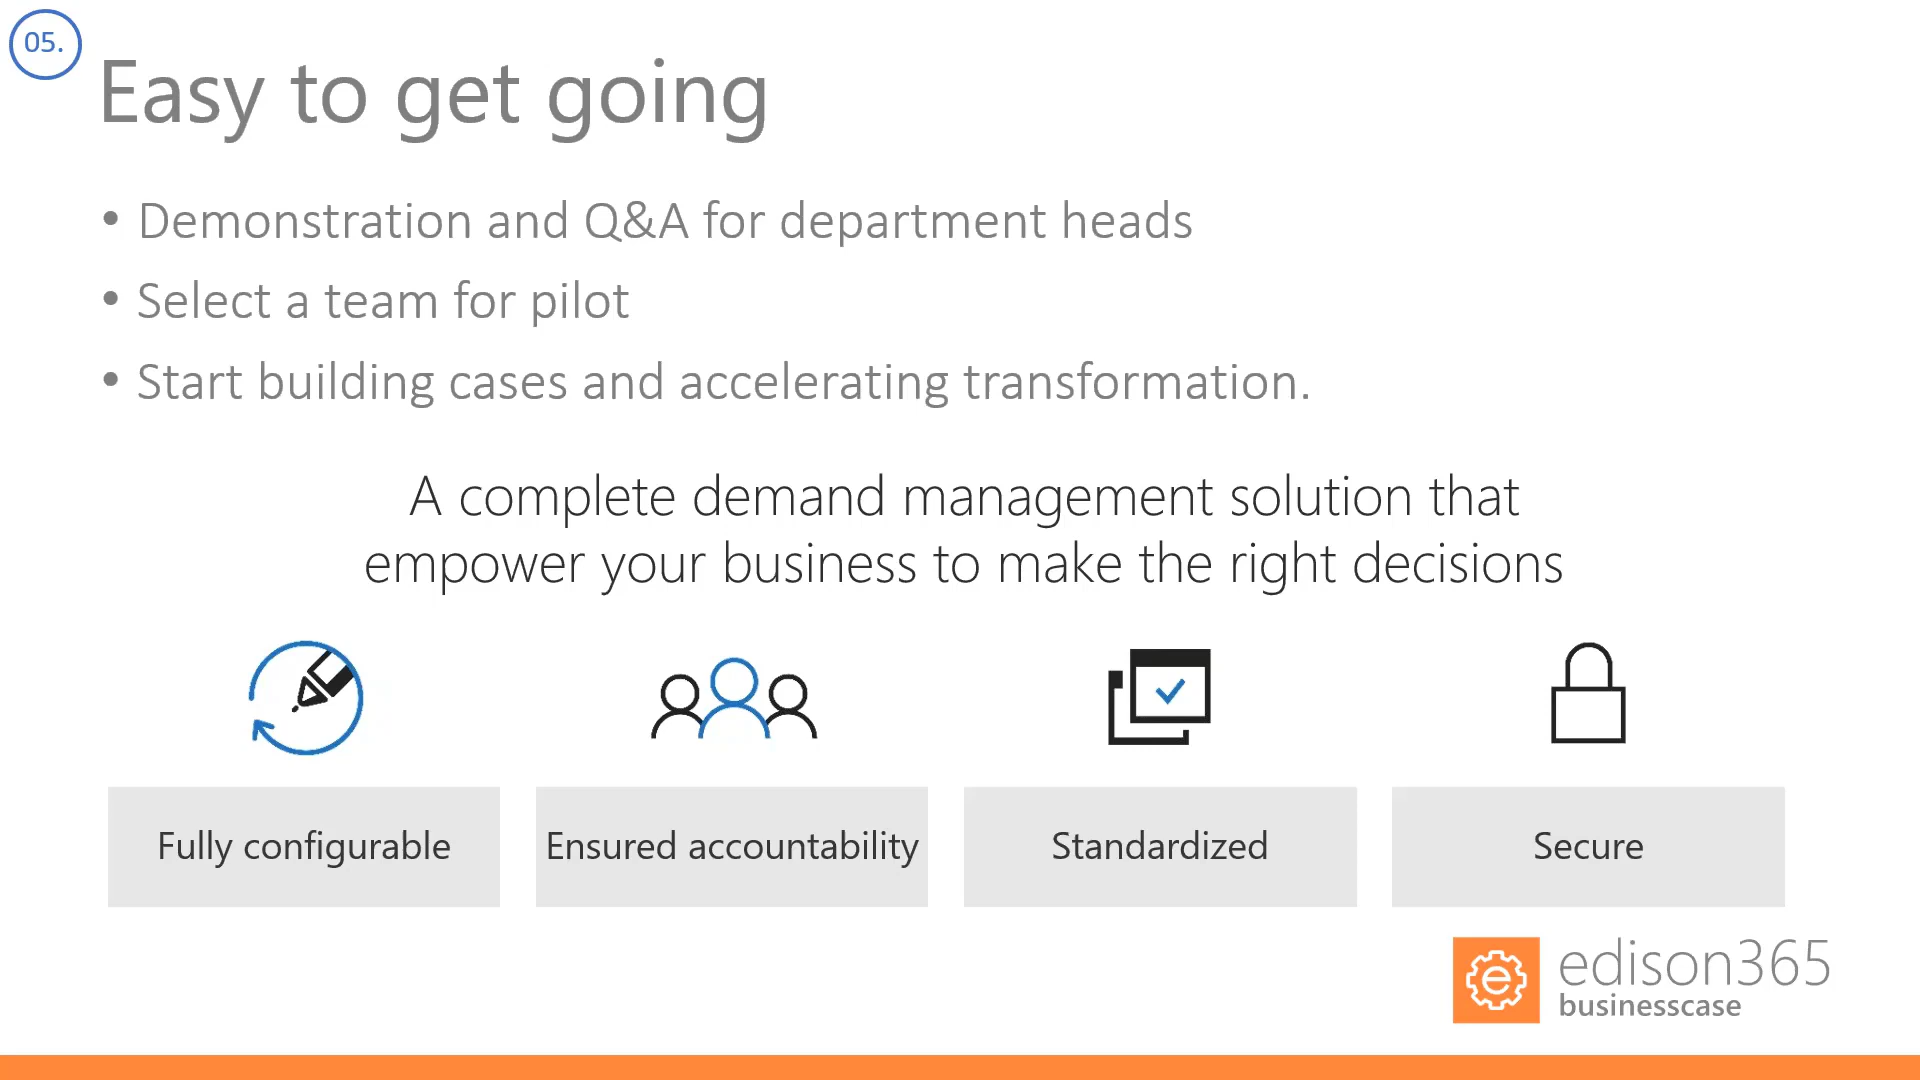 05.
Easy to get going
• Demonstration and Q&A for department heads
• Select a team for pilot
• Start building cases and accelerating transformation.
A complete demand management solution that
empower your business to make the right decisions
Fully configurable
Ensured accountability
Standardized
Secure
e
edison365
businesscase